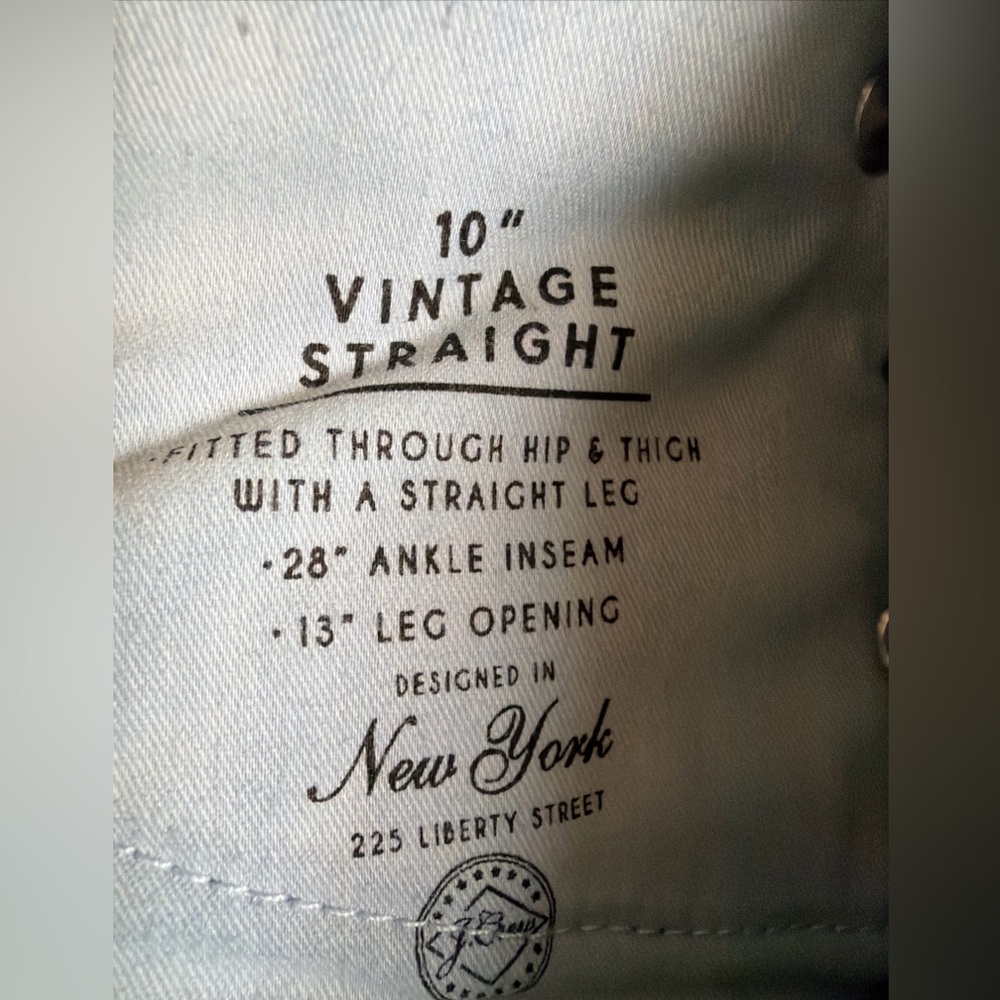 10"
VINTAGE
STRAIGHT
·FITTED THROUGH HIP & THIGH
WITH A STRAIGHT LEG
·28" ANKLE INSEAM
·13" LEG OPENING
DESIGNED IN
New York
225 LIBERTY STREET
J.Crew